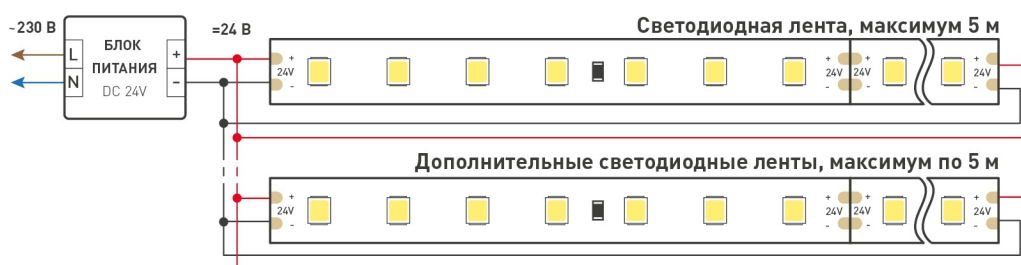 ~230 В
БЛОК
ПИТАНИЯ
DC 24V
L
N
+
−
=24 В
Светодиодная лента, максимум 5 м
+
24V
-
+ +
24V 24V
- -
+
24V
-
Дополнительные светодиодные ленты, максимум по 5 м
+
24V
-
+ +
24V 24V
- -
+
24V
-